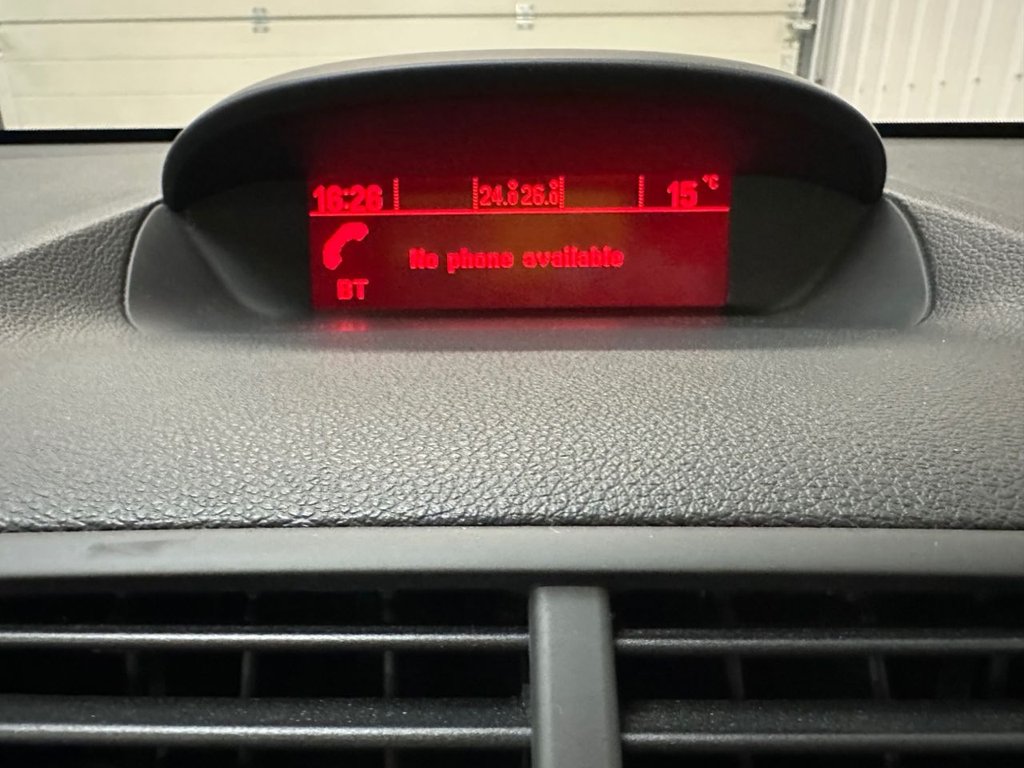 16:26 24.0 26.0 15 °C
No phone available
BT